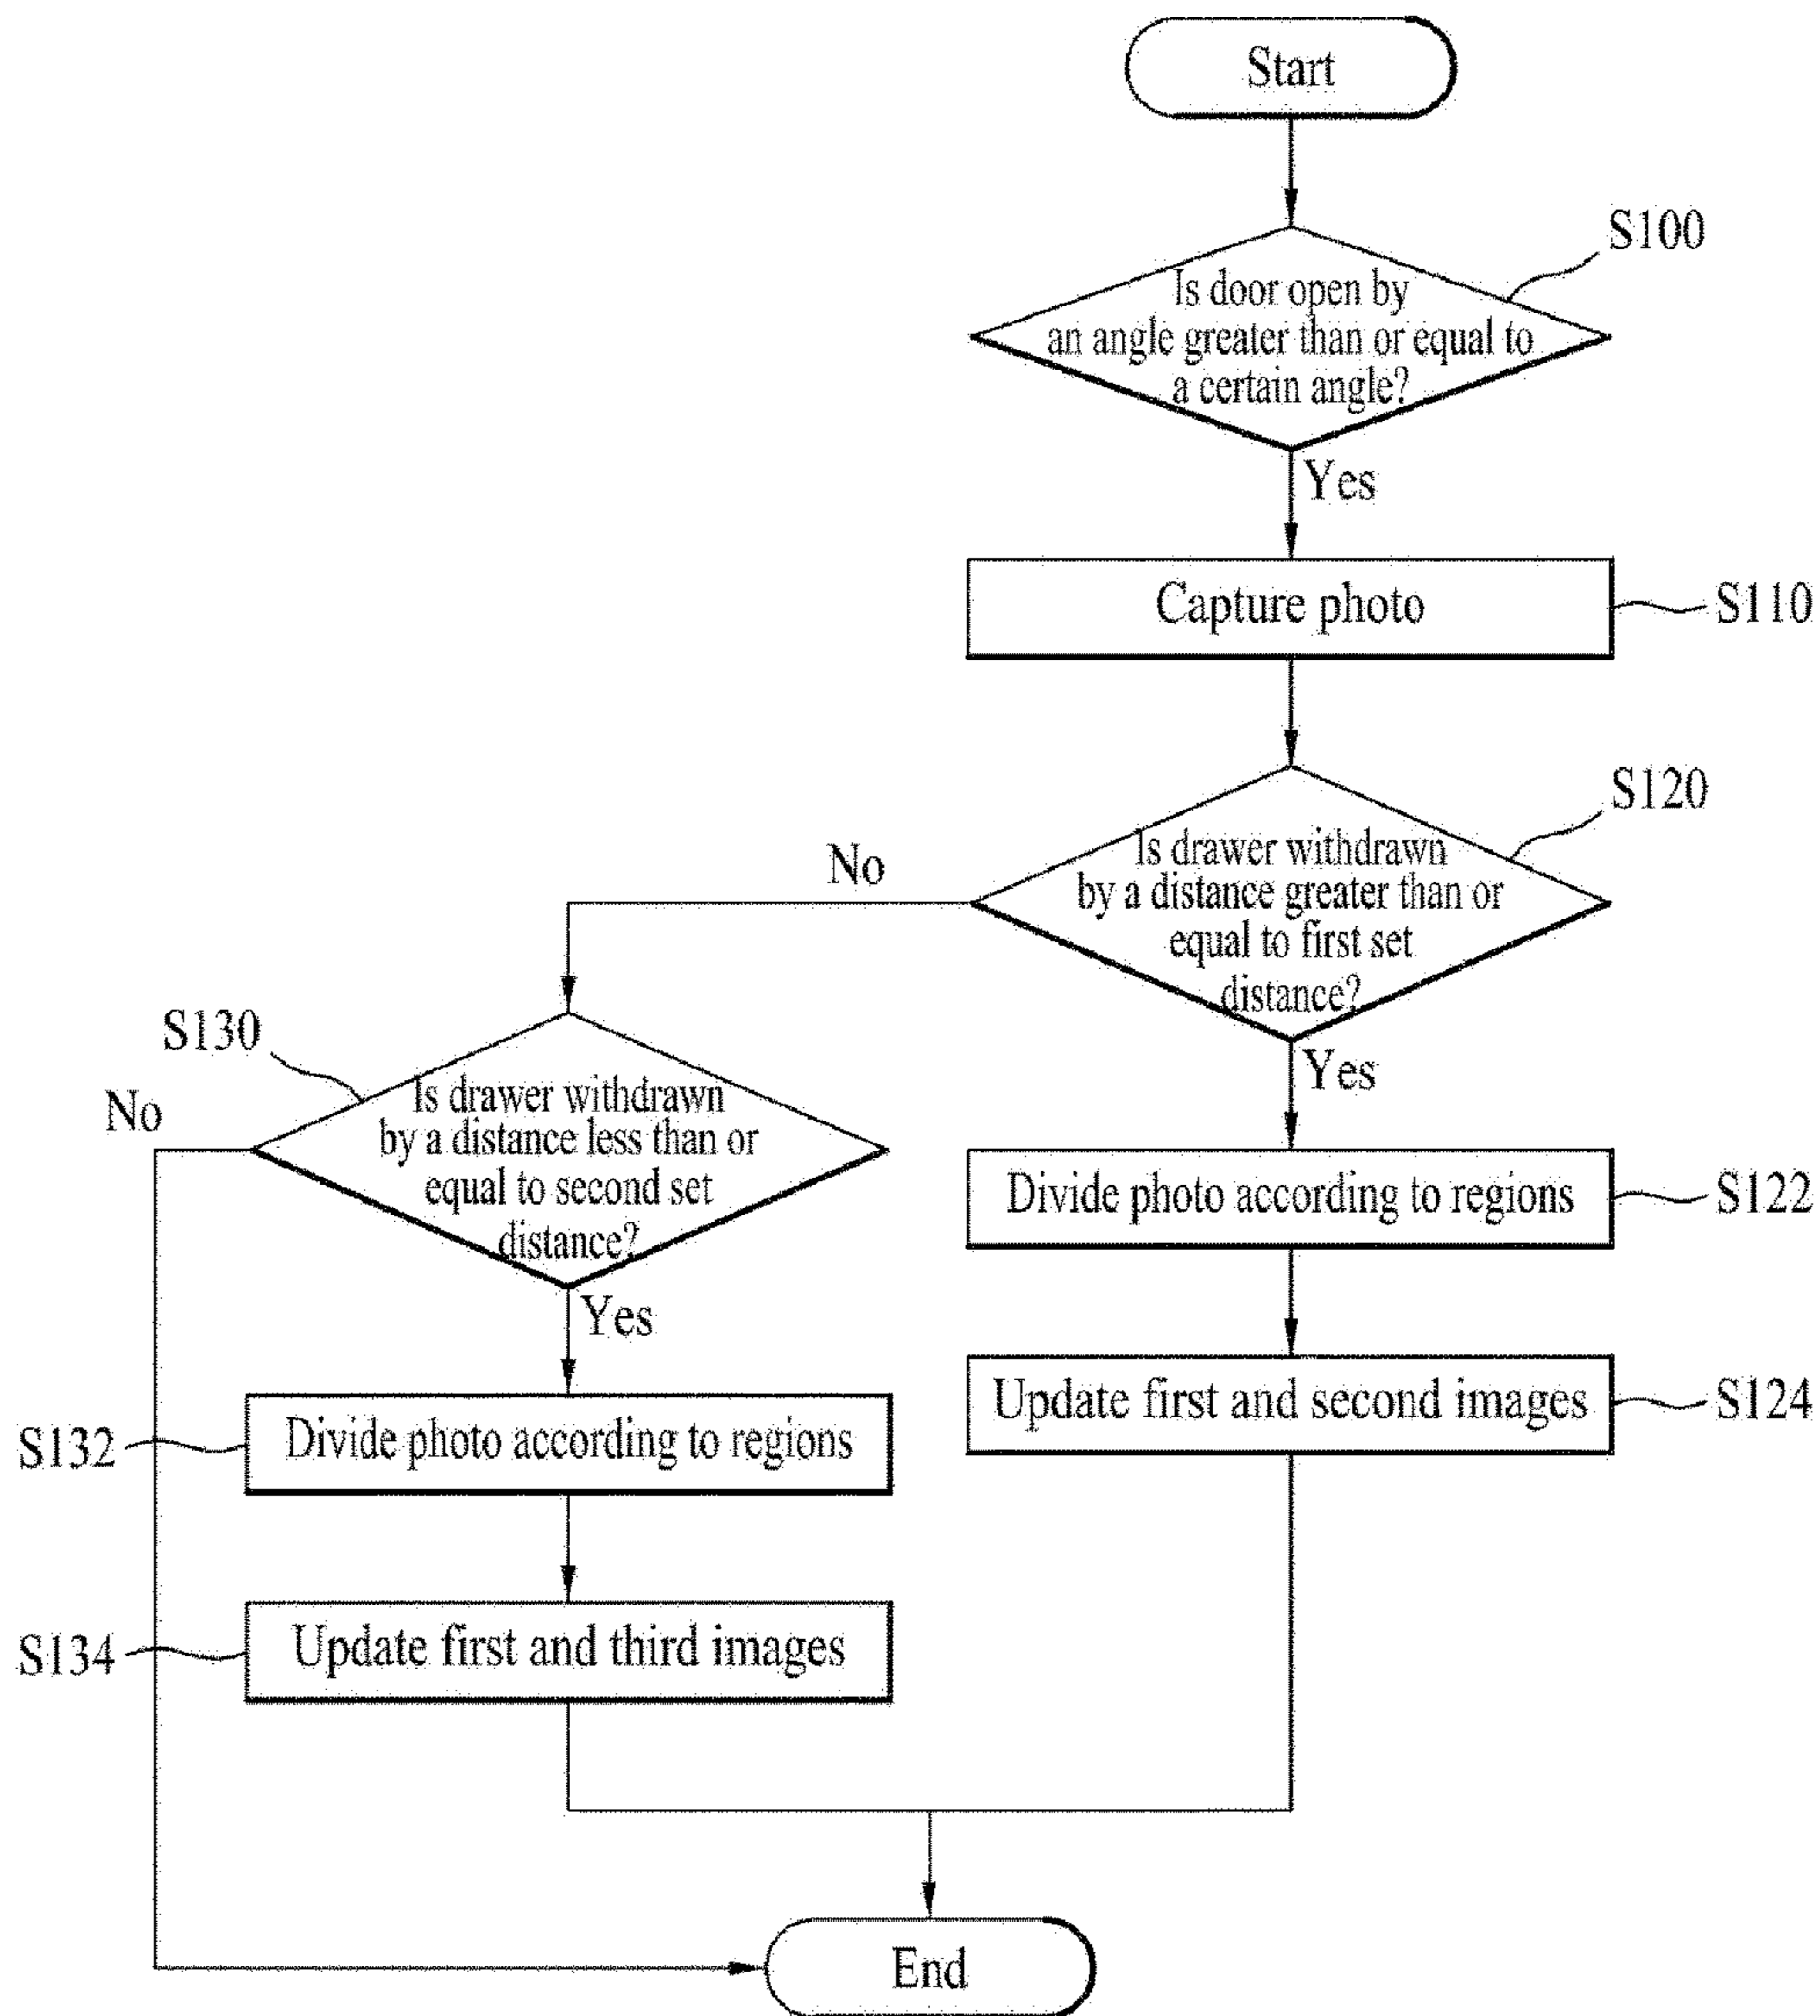 Start
S100
Is door open by
an angle greater than or equal to
a certain angle?
Yes
Capture photo
S110
S120
Is drawer withdrawn
by a distance greater than or
equal to first set
distance?
No
Yes
S130
Is drawer withdrawn
by a distance less than or
equal to second set
distance?
No
Yes
Divide photo according to regions
S122
Update first and second images
S124
S132
Divide photo according to regions
S134
Update first and third images
End